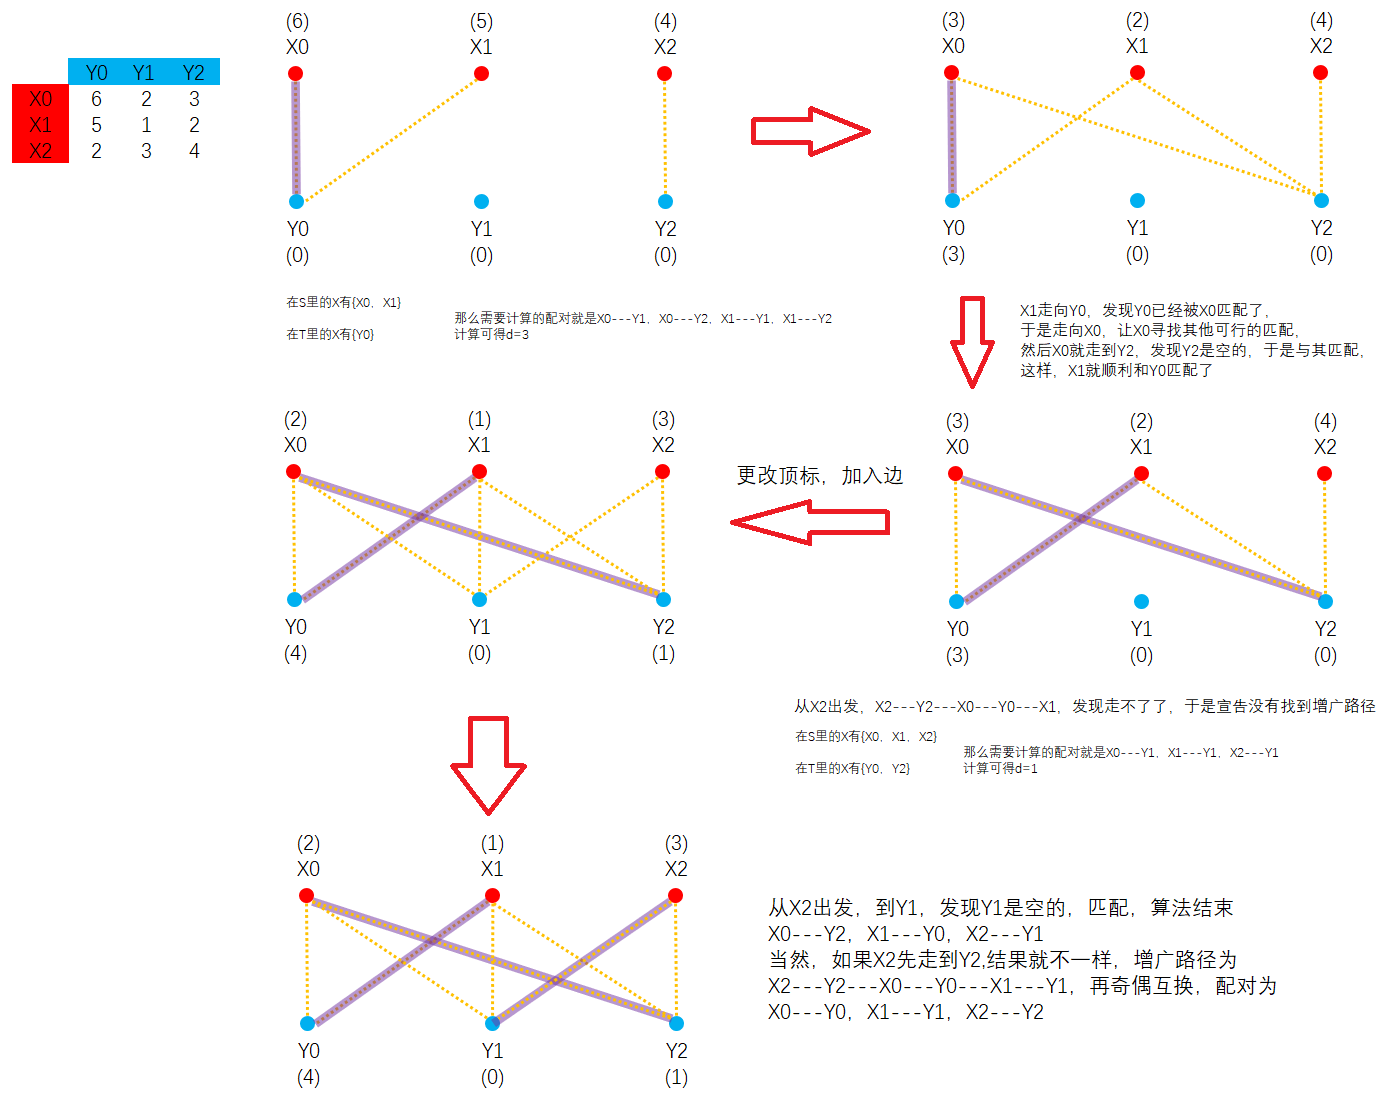 Y0 Y1 Y2
X0 6 2 3
X1 5 1 2
X2 2 3 4
(6) (5) (4)
X0 X1 X2
Y0 Y1 Y2
(0) (0) (0)
在S里的X有{X0、X1}
在T里的X有{Y0}
那么需要计算的配对就是X0---Y1、X0---Y2、X1---Y1、X1---Y2
计算可得d=3
(3) (2) (4)
X0 X1 X2
Y0 Y1 Y2
(3) (0) (0)
X1走向Y0，发现Y0已经被X0匹配了，
于是走向X0，让X0寻找其他可行的匹配，
然后X0就走到Y2，发现Y2是空的，于是与其匹配，
这样，X1就顺利和Y0匹配了
(3) (2) (4)
X0 X1 X2
Y0 Y1 Y2
(3) (0) (0)
从X2出发，X2---Y2---X0---Y0---X1，发现走不了了，于是宣告没有找到增广路径
在S里的X有{X0、X1、X2}
在T里的X有{Y0、Y2}
那么需要计算的配对就是X0---Y1、X1---Y1、X2---Y1
计算可得d=1
更改顶标，加入边
(2) (1) (3)
X0 X1 X2
Y0 Y1 Y2
(4) (0) (1)
(2) (1) (3)
X0 X1 X2
Y0 Y1 Y2
(4) (0) (1)
从X2出发，到Y1，发现Y1是空的，匹配，算法结束
X0---Y2，X1---Y0，X2---Y1
当然，如果X2先走到Y2,结果就不一样，增广路径为
X2---Y2---X0---Y0---X1---Y1，再奇偶互换，配对为
X0---Y0，X1---Y1，X2---Y2